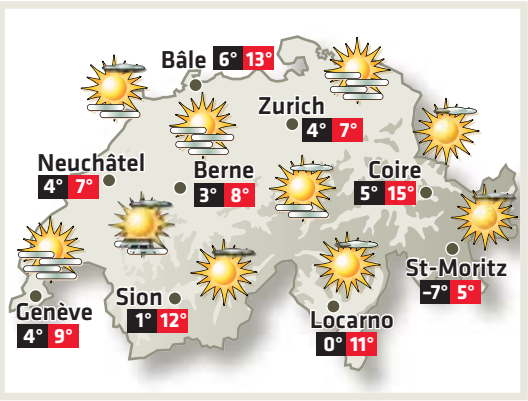 Bâle 6° 13°
Zurich
4° 7°
Neuchâtel
4° 7°
Berne
3° 8°
Coire
5° 15°
St-Moritz
–7° 5°
Sion
1° 12°
Genève
4° 9°
Locarno
0° 11°